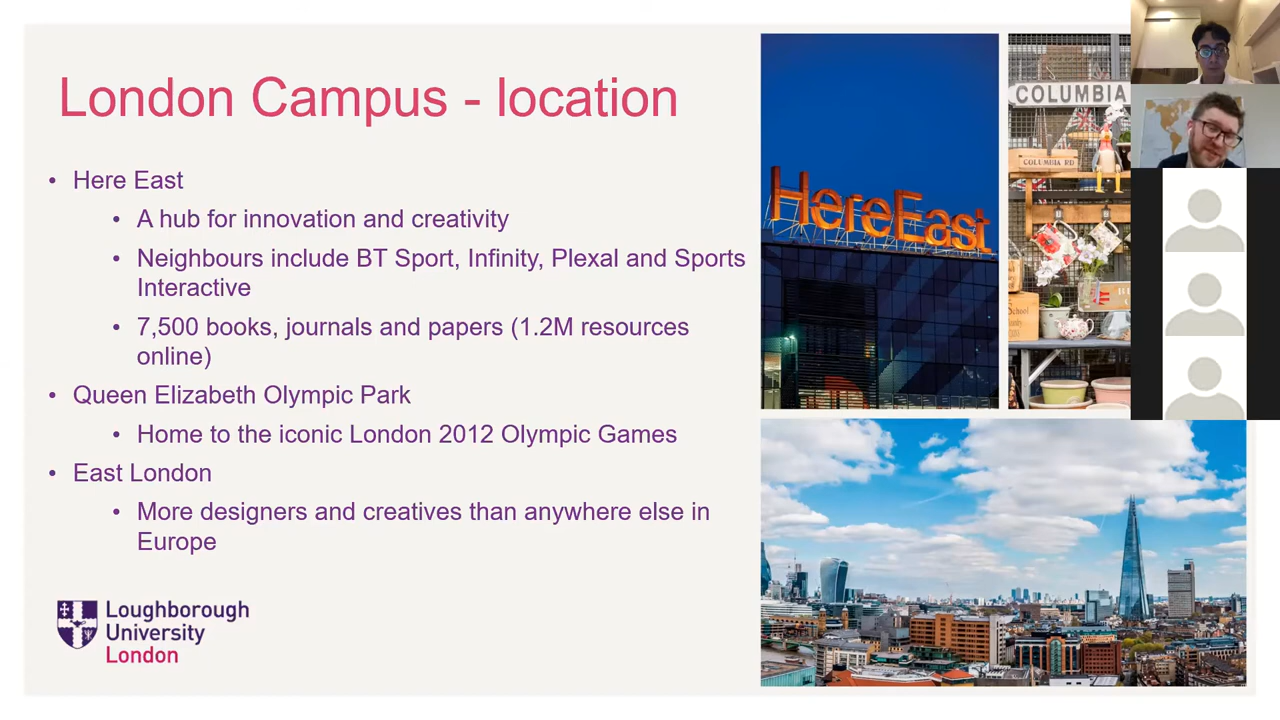 London Campus - location
• Here East
• A hub for innovation and creativity
• Neighbours include BT Sport, Infinity, Plexal and Sports
Interactive
• 7,500 books, journals and papers (1.2M resources
online)
• Queen Elizabeth Olympic Park
• Home to the iconic London 2012 Olympic Games
• East London
• More designers and creatives than anywhere else in
Europe
Loughborough
University
London
HereEast
COLUMBIA
COLUMBIA RD
School